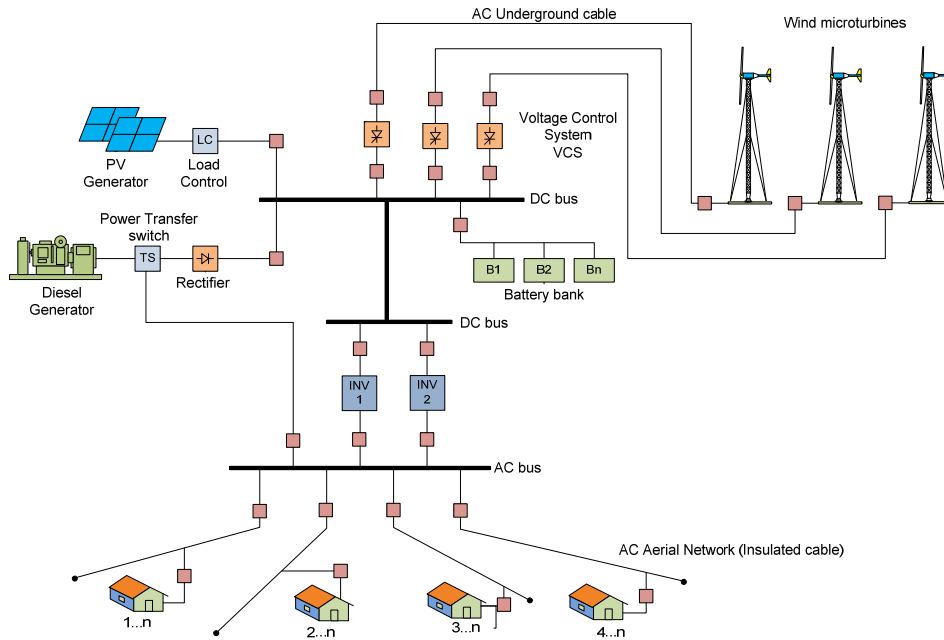 AC Underground cable
Wind microturbines
Voltage Control
System
VCS
LC
PV
Generator
Load
Control
DC bus
Power Transfer
switch
TS
Rectifier
Diesel
Generator
B1
B2
Bn
Battery bank
DC bus
INV
1
INV
2
AC bus
AC Aerial Network (Insulated cable)
1...n
2...n
3...n
4...n